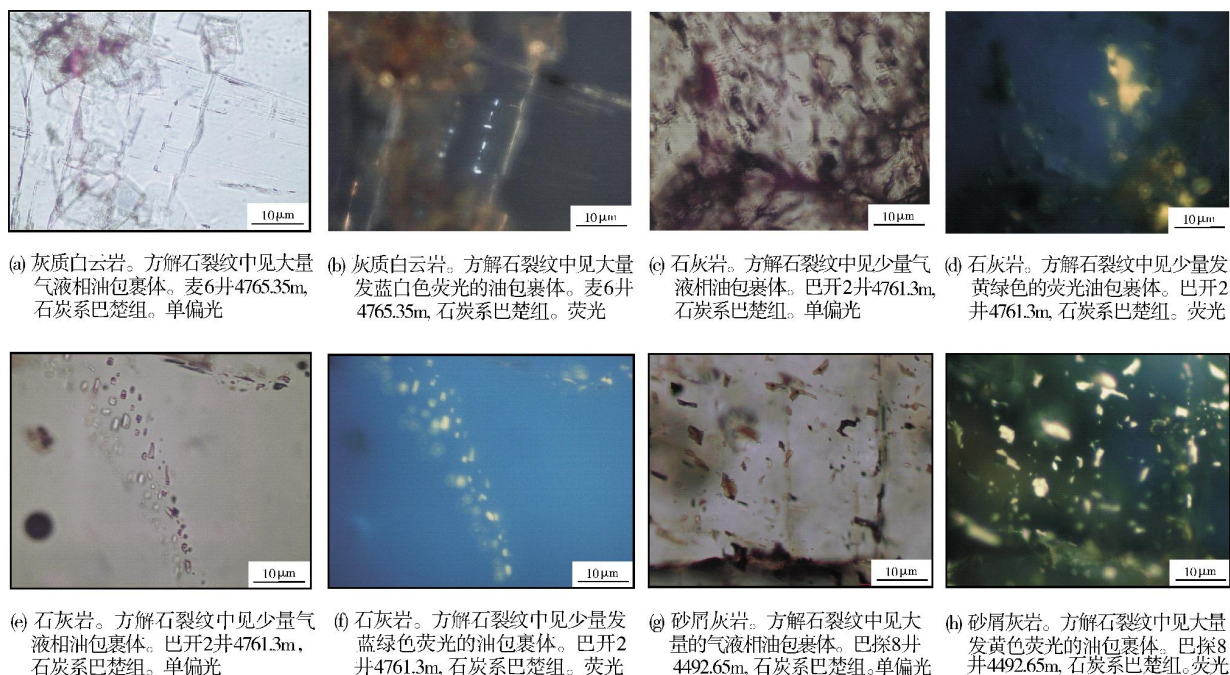 10μm
10μm
10μm
10μm
(a) 灰质白云岩。方解石裂纹中见大量
气液相油包裹体。麦6井4765.35m,
石炭系巴楚组。单偏光
(b) 灰质白云岩。方解石裂纹中见大量
发蓝白色荧光的油包裹体。麦6井
4765.35m, 石炭系巴楚组。荧光
(c) 石灰岩。方解石裂纹中见少量气
液相油包裹体。巴开2井4761.3m,
石炭系巴楚组。单偏光
(d) 石灰岩。方解石裂纹中见少量发
黄绿色的荧光油包裹体。巴开2
井4761.3m, 石炭系巴楚组。荧光
10μm
10μm
10μm
10μm
(e) 石灰岩。方解石裂纹中见少量气
液相油包裹体。巴开2井4761.3m,
石炭系巴楚组。单偏光
(f) 石灰岩。方解石裂纹中见少量发
蓝绿色荧光的油包裹体。巴开2
井4761.3m, 石炭系巴楚组。荧光
(g) 砂屑灰岩。方解石裂纹中见大
量的气液相油包裹体。巴探8井
4492.65m, 石炭系巴楚组。单偏光
(h) 砂屑灰岩。方解石裂纹中见大量
发黄色荧光的油包裹体。巴探8
井4492.65m, 石炭系巴楚组。荧光